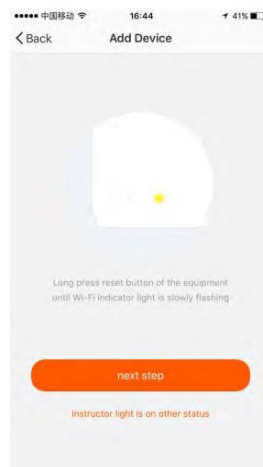 中国移动 16:44 41%
Back Add Device
Long press reset button of the equipment
until Wi-Fi indicator light is slowly flashing
next step
Instructor light is on other status